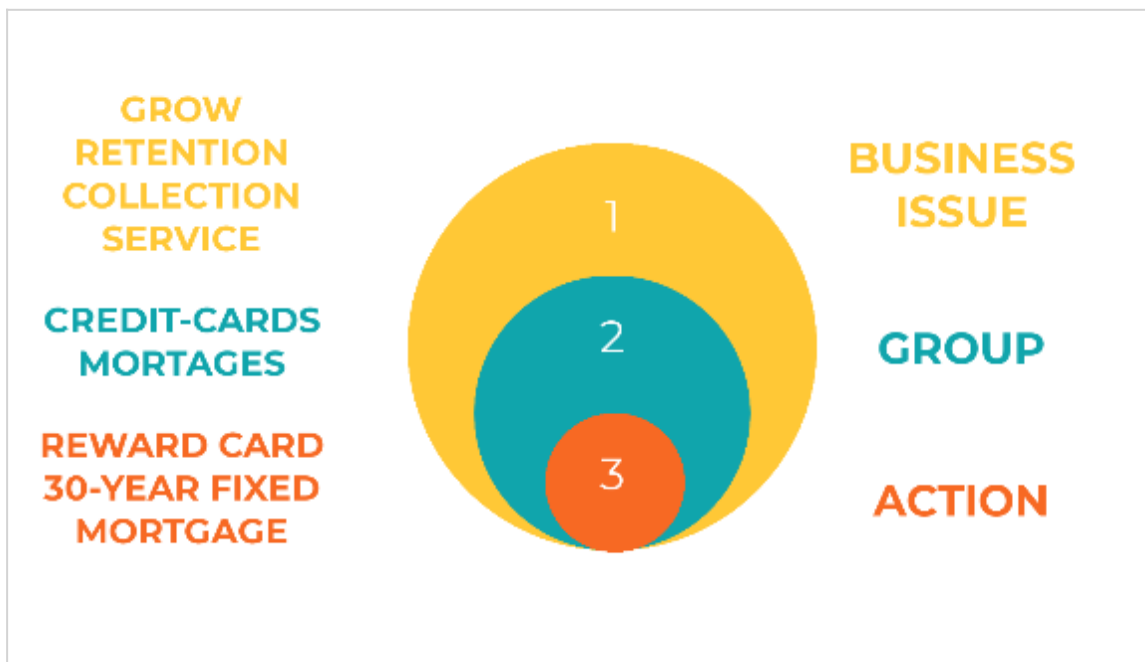 GROW
RETENTION
COLLECTION
SERVICE
CREDIT-CARDS
MORTAGES
REWARD CARD
30-YEAR FIXED
MORTGAGE
1
2
3
BUSINESS
ISSUE
GROUP
ACTION